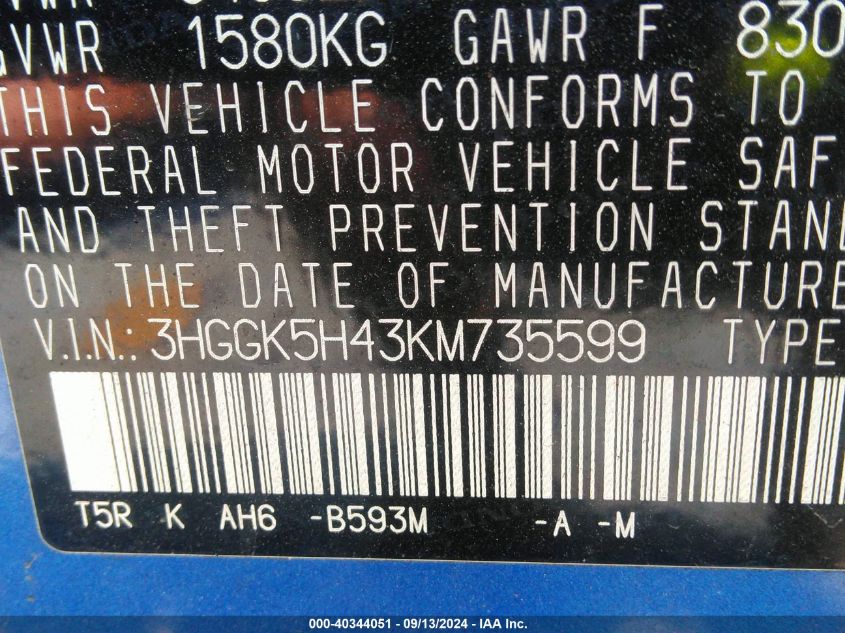 GVWR 1580KG GAWR F 830
THIS VEHICLE CONFORMS TO
FEDERAL MOTOR VEHICLE SAF
AND THEFT PREVENTION STAND
ON THE DATE OF MANUFACTURE
V.I.N.: 3HGGK5H43KM735599 TYPE
T5R K AH6 -B593M -A -M
000-40344051 - 09/13/2024 - IAA Inc.